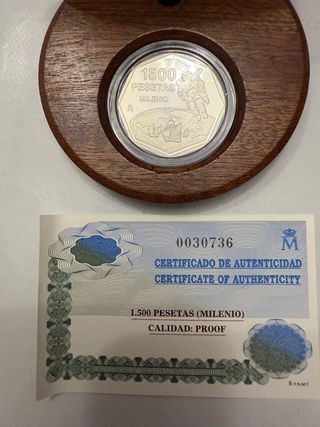 1500
PESETAS
MILENIO
M
0030736
M
CERTIFICADO DE AUTENTICIDAD
CERTIFICATE OF AUTHENTICITY
1.500 PESETAS (MILENIO)
CALIDAD: PROOF
F.N.M.T.